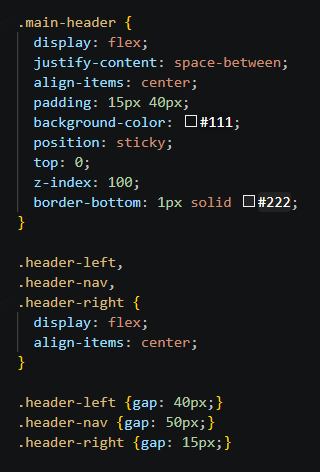 .main-header {
display: flex;
justify-content: space-between;
align-items: center;
padding: 15px 40px;
background-color: #111;
position: sticky;
top: 0;
z-index: 100;
border-bottom: 1px solid #222;
}
.header-left,
.header-nav,
.header-right {
display: flex;
align-items: center;
}
.header-left {gap: 40px;}
.header-nav {gap: 50px;}
.header-right {gap: 15px;}